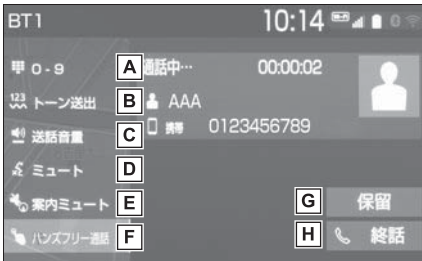 BT1 10:14
0-9 A 通話中… 00:00:02
123 トーン送出 B AAA
C 携帯 0123456789
送話音量
ミュート D
案内ミュート E G 保留
ハンズフリー通話 F H 終話